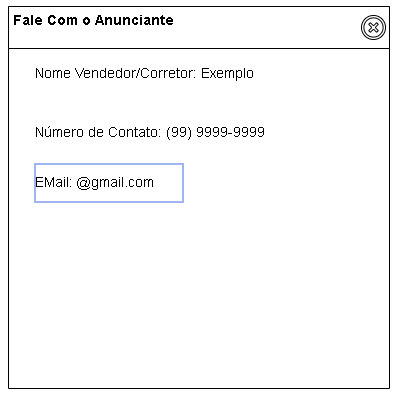 Fale Com o Anunciante
Nome Vendedor/Corretor: Exemplo
Número de Contato: (99) 9999-9999
EMail: @gmail.com